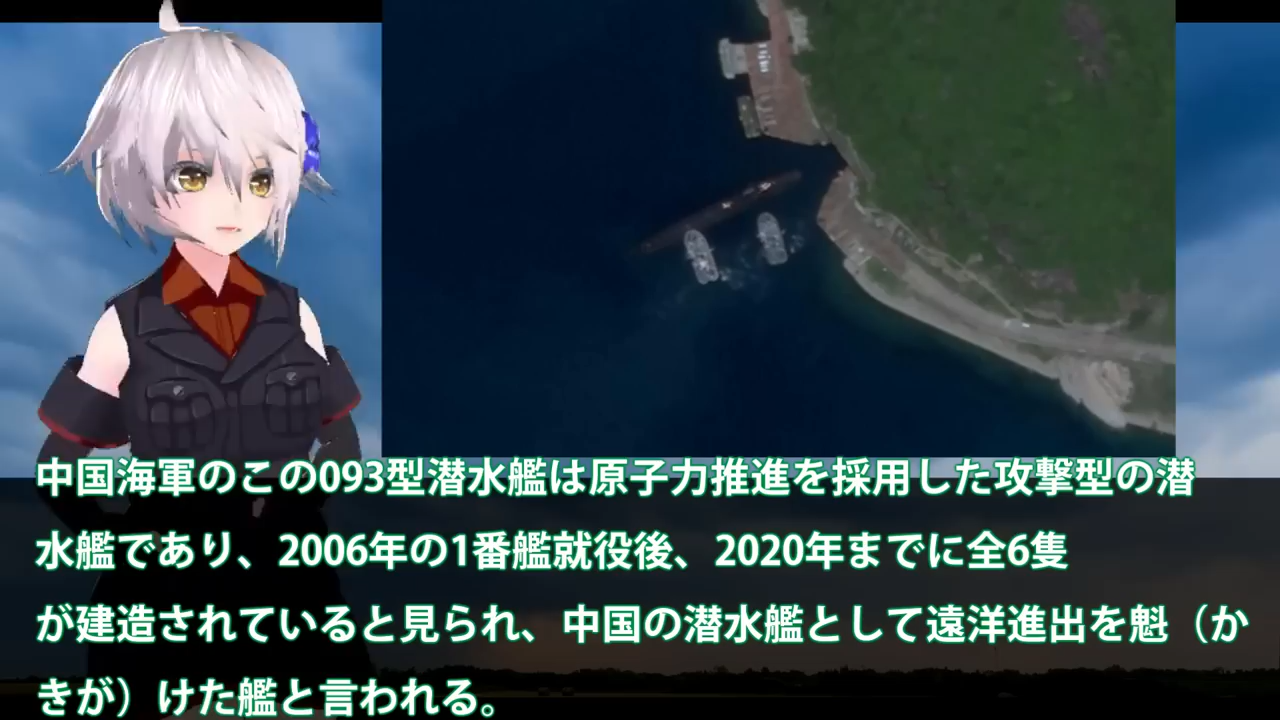 中国海軍のこの093型潜水艦は原子力推進を採用した攻撃型の潜
水艦であり、2006年の1番艦就役後、2020年までに全6隻
が建造されていると見られ、中国の潜水艦として遠洋進出を魁（か
きが）けた艦と言われる。